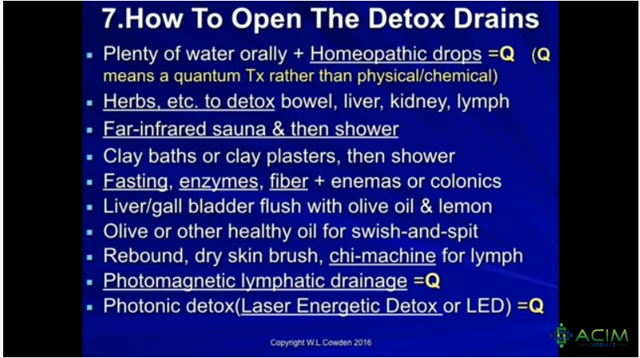 7.How To Open The Detox Drains
Plenty of water orally + Homeopathic drops =Q (Q
means a quantum Tx rather than physical/chemical)
Herbs, etc. to detox bowel, liver, kidney, lymph
Far-infrared sauna & then shower
Clay baths or clay plasters, then shower
Fasting, enzymes, fiber + enemas or colonics
Liver/gall bladder flush with olive oil & lemon
Olive or other healthy oil for swish-and-spit
Rebound, dry skin brush, chi-machine for lymph
Photomagnetic lymphatic drainage =Q
Photonic detox(Laser Energetic Detox or LED) =Q
Copyright W.L.Cowden 2016
ACIM